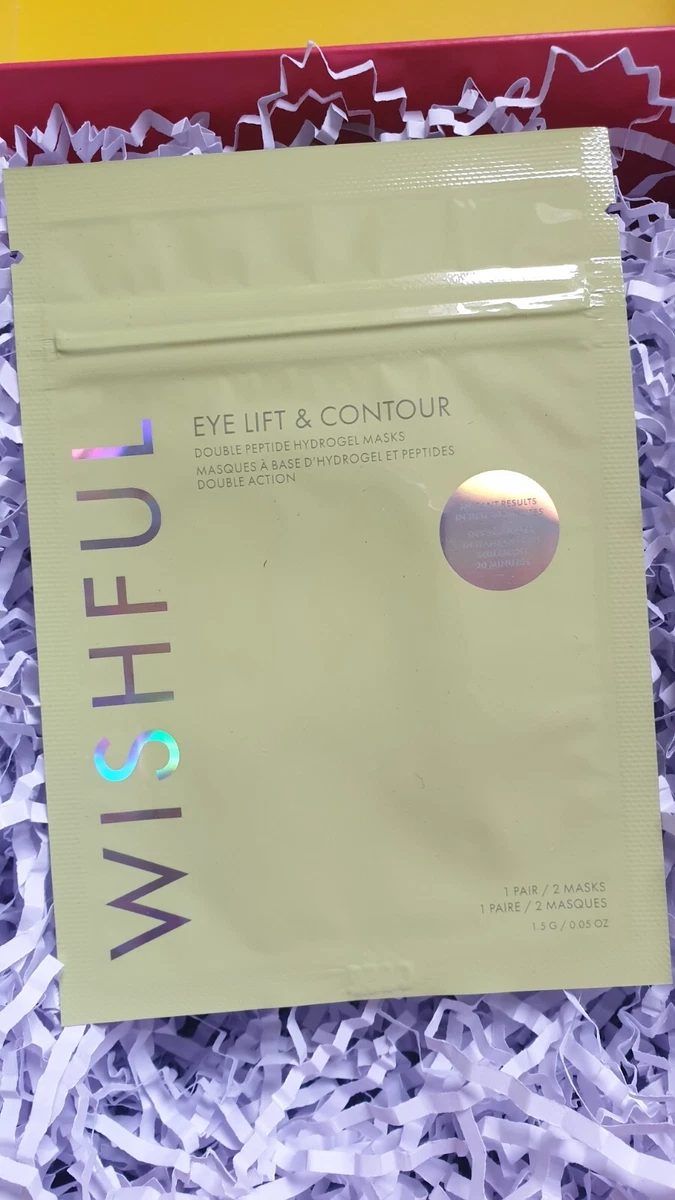 WISHFUL
EYE LIFT & CONTOUR
DOUBLE PEPTIDE HYDROGEL MASKS
MASQUES À BASE D'HYDROGEL ET PEPTIDES
DOUBLE ACTION
RESULTS
1 PAIR / 2 MASKS
1 PAIRE / 2 MASQUES
1.5 G / 0.05 OZ